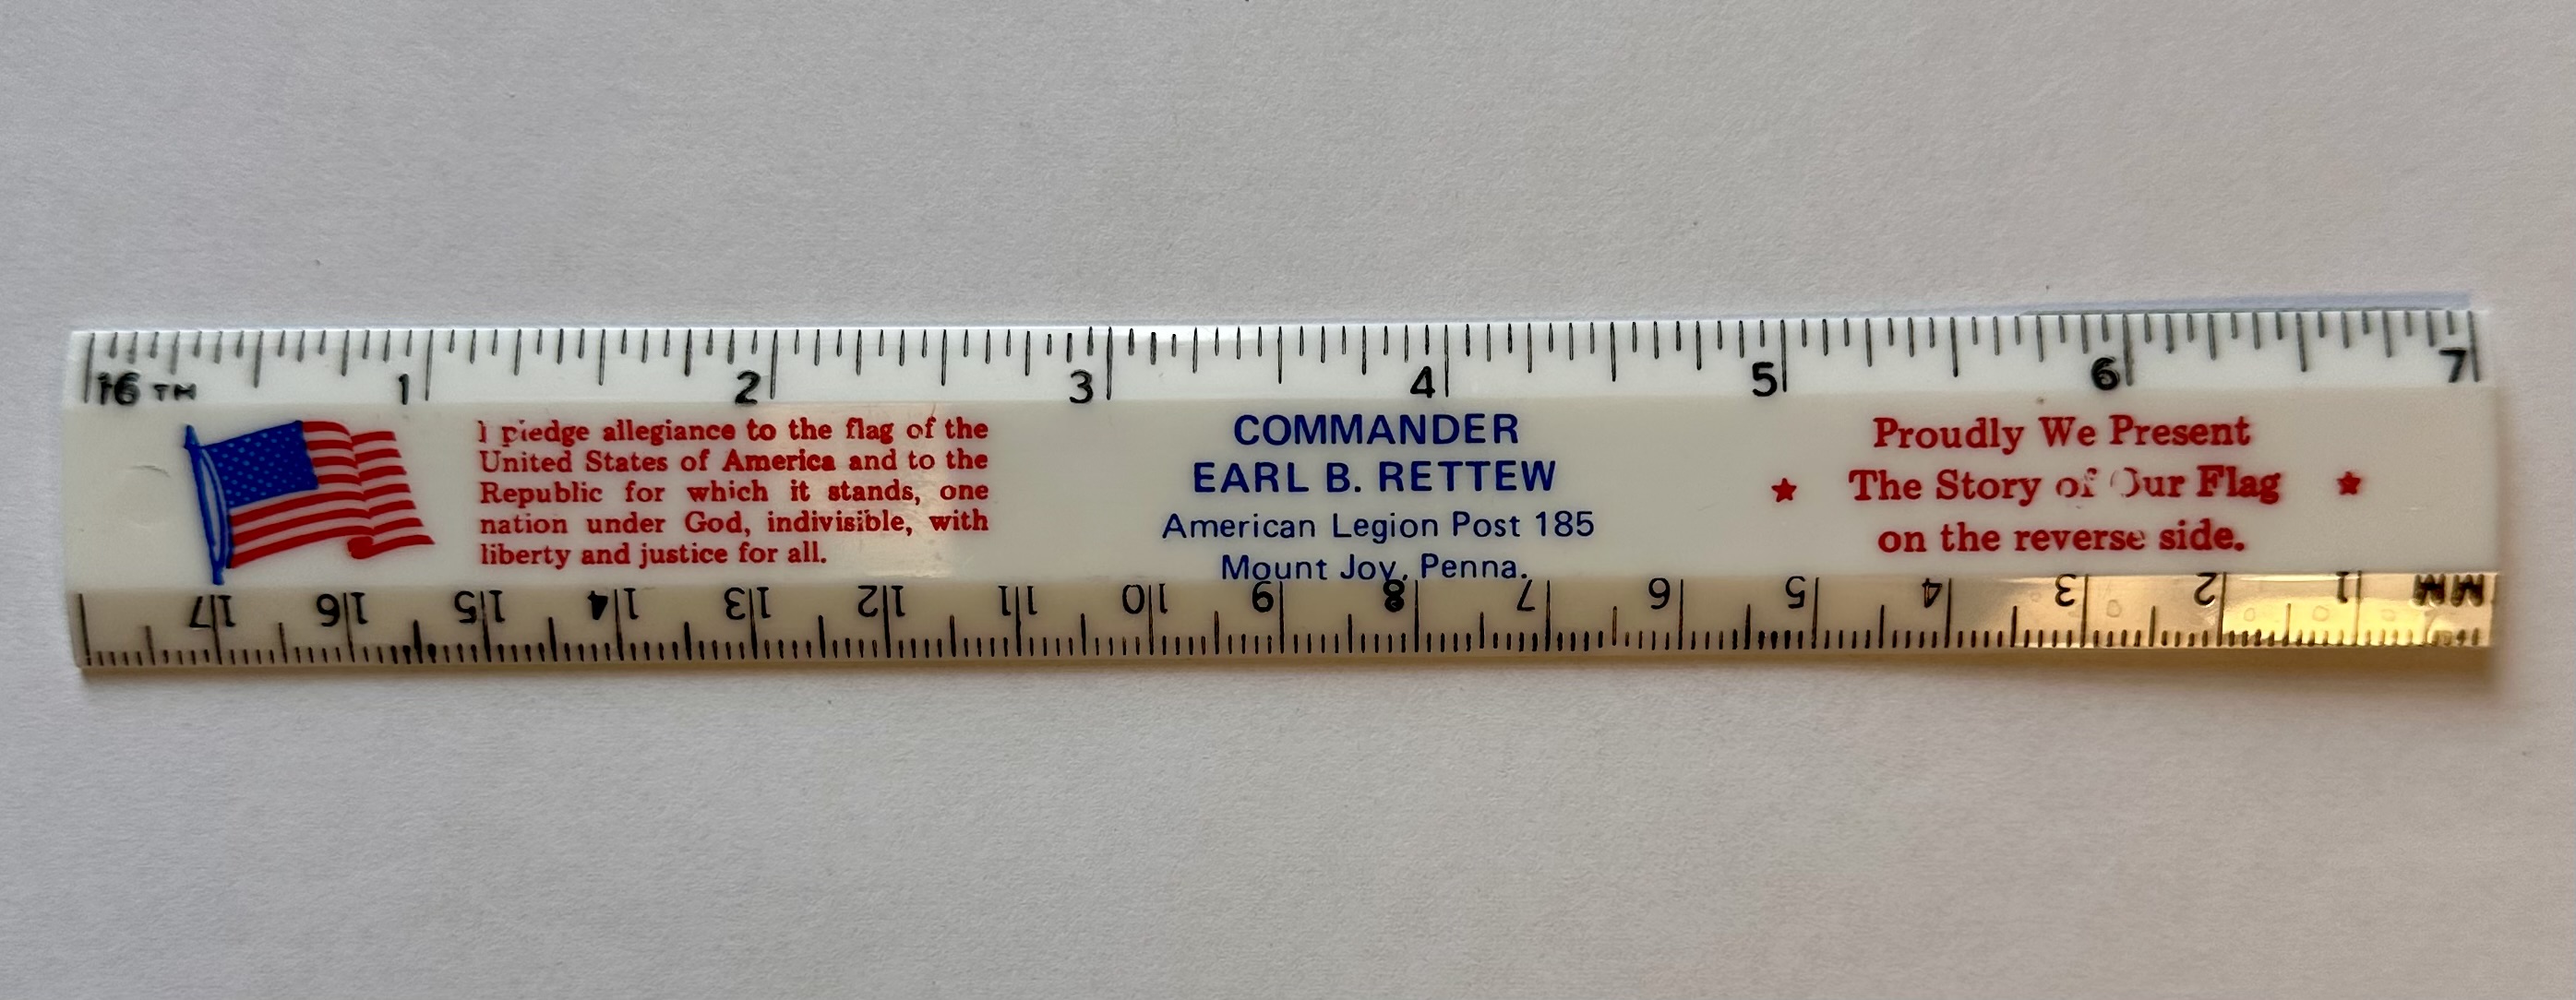 16 TH 1 2 3 4 5 6 7
I pledge allegiance to the flag of the
United States of America and to the
Republic for which it stands, one
nation under God, indivisible, with
liberty and justice for all.
COMMANDER
EARL B. RETTEW
American Legion Post 185
Mount Joy, Penna.
Proudly We Present
★ The Story of Our Flag ★
on the reverse side.
MM 1 2 3 4 5 6 7 8 9 10 11 12 13 14 15 16 17